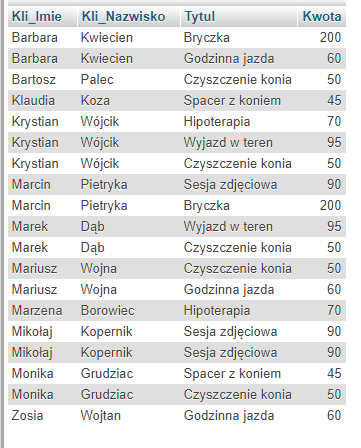 Kli_Imie Kli_Nazwisko Tytul Kwota
Barbara Kwiecien Bryczka 200
Barbara Kwiecien Godzinna jazda 60
Bartosz Palec Czyszczenie konia 50
Klaudia Koza Spacer z koniem 45
Krystian Wójcik Hipoterapia 70
Krystian Wójcik Wyjazd w teren 95
Krystian Wójcik Czyszczenie konia 50
Marcin Pietryka Sesja zdjęciowa 90
Marcin Pietryka Bryczka 200
Marek Dąb Wyjazd w teren 95
Marek Dąb Czyszczenie konia 50
Mariusz Wojna Czyszczenie konia 50
Mariusz Wojna Godzinna jazda 60
Marzena Borowiec Hipoterapia 70
Mikołaj Kopernik Sesja zdjęciowa 90
Mikołaj Kopernik Sesja zdjęciowa 90
Monika Grudziac Spacer z koniem 45
Monika Grudziac Czyszczenie konia 50
Zosia Wojtan Godzinna jazda 60